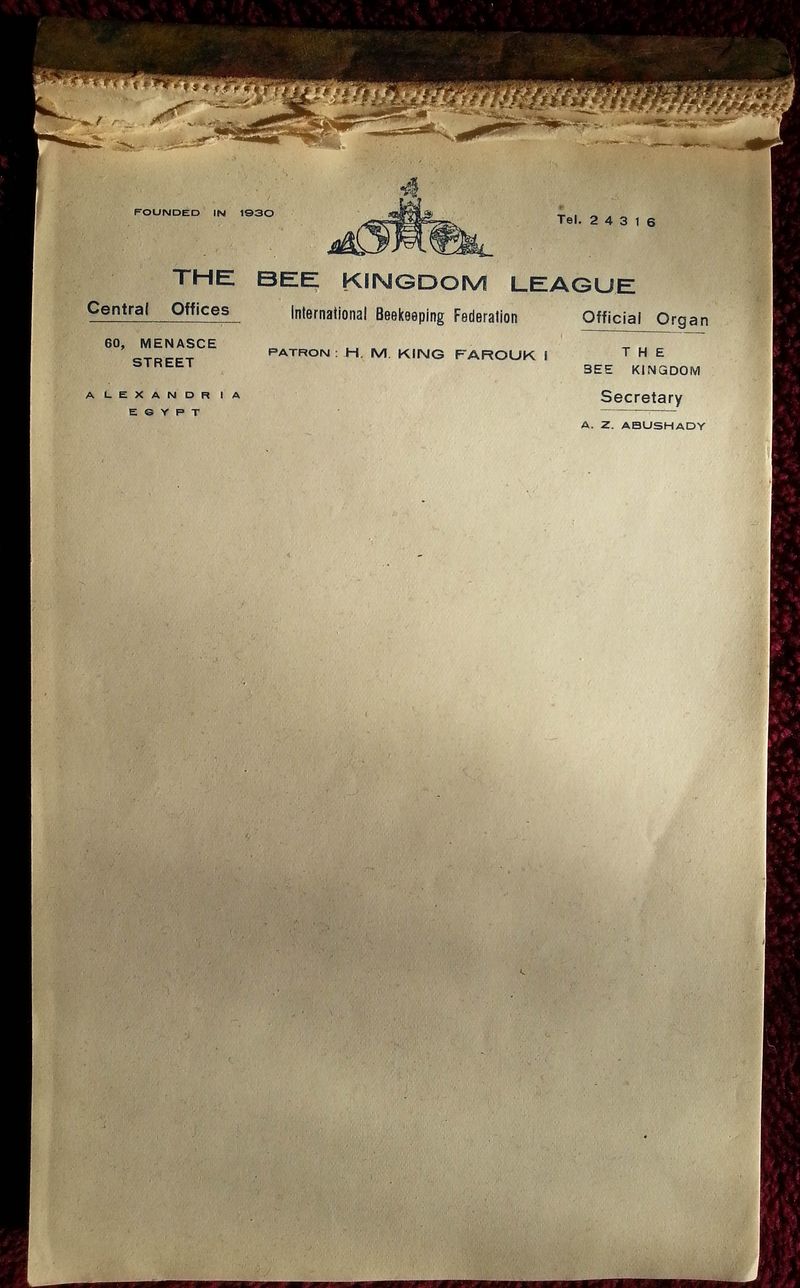 FOUNDED IN 1930
Tel. 24316
THE BEE KINGDOM LEAGUE
Central Offices
60, MENASCE
STREET
ALEXANDRIA
EGYPT
International Beekeeping Federation
PATRON : H. M. KING FAROUK I
Official Organ
THE
BEE KINGDOM
Secretary
A. Z. ABUSHADY